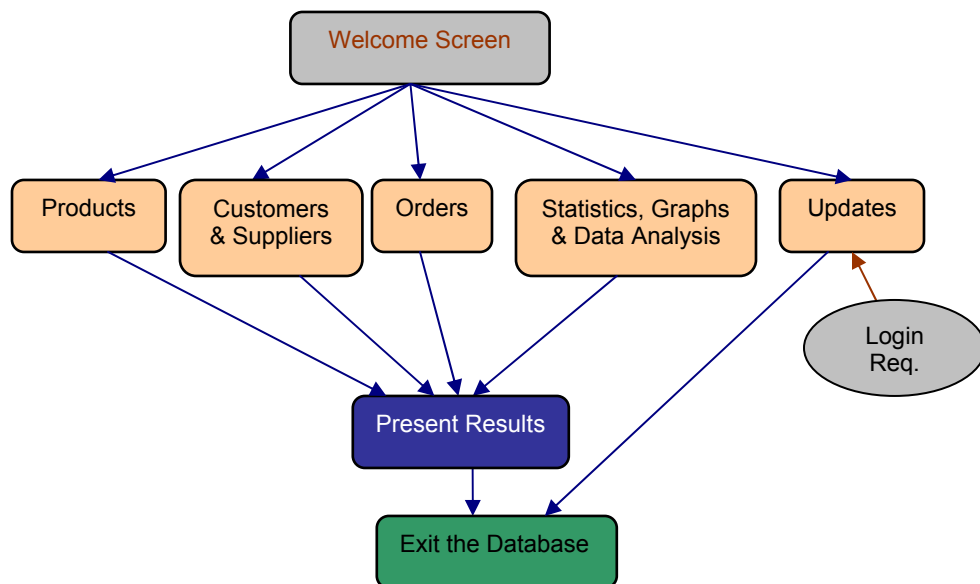 Welcome Screen
Products
Customers
& Suppliers
Orders
Statistics, Graphs
& Data Analysis
Updates
Login
Req.
Present Results
Exit the Database